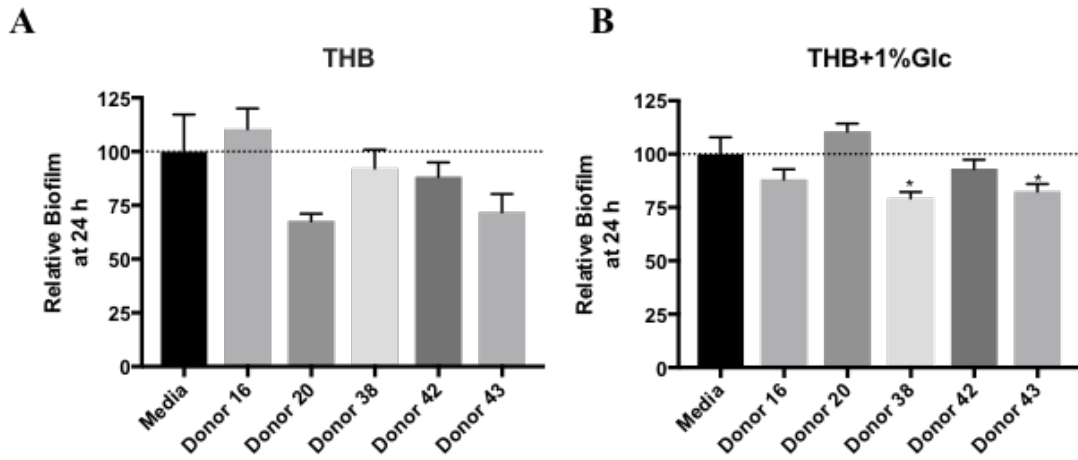 A
THB
Relative Biofilm
at 24 h
125
100
75
50
25
0
Media
Donor 16
Donor 20
Donor 38
Donor 42
Donor 43
B
THB+1%Glc
Relative Biofilm
at 24 h
125
100
75
50
25
0
*
*
Media
Donor 16
Donor 20
Donor 38
Donor 42
Donor 43